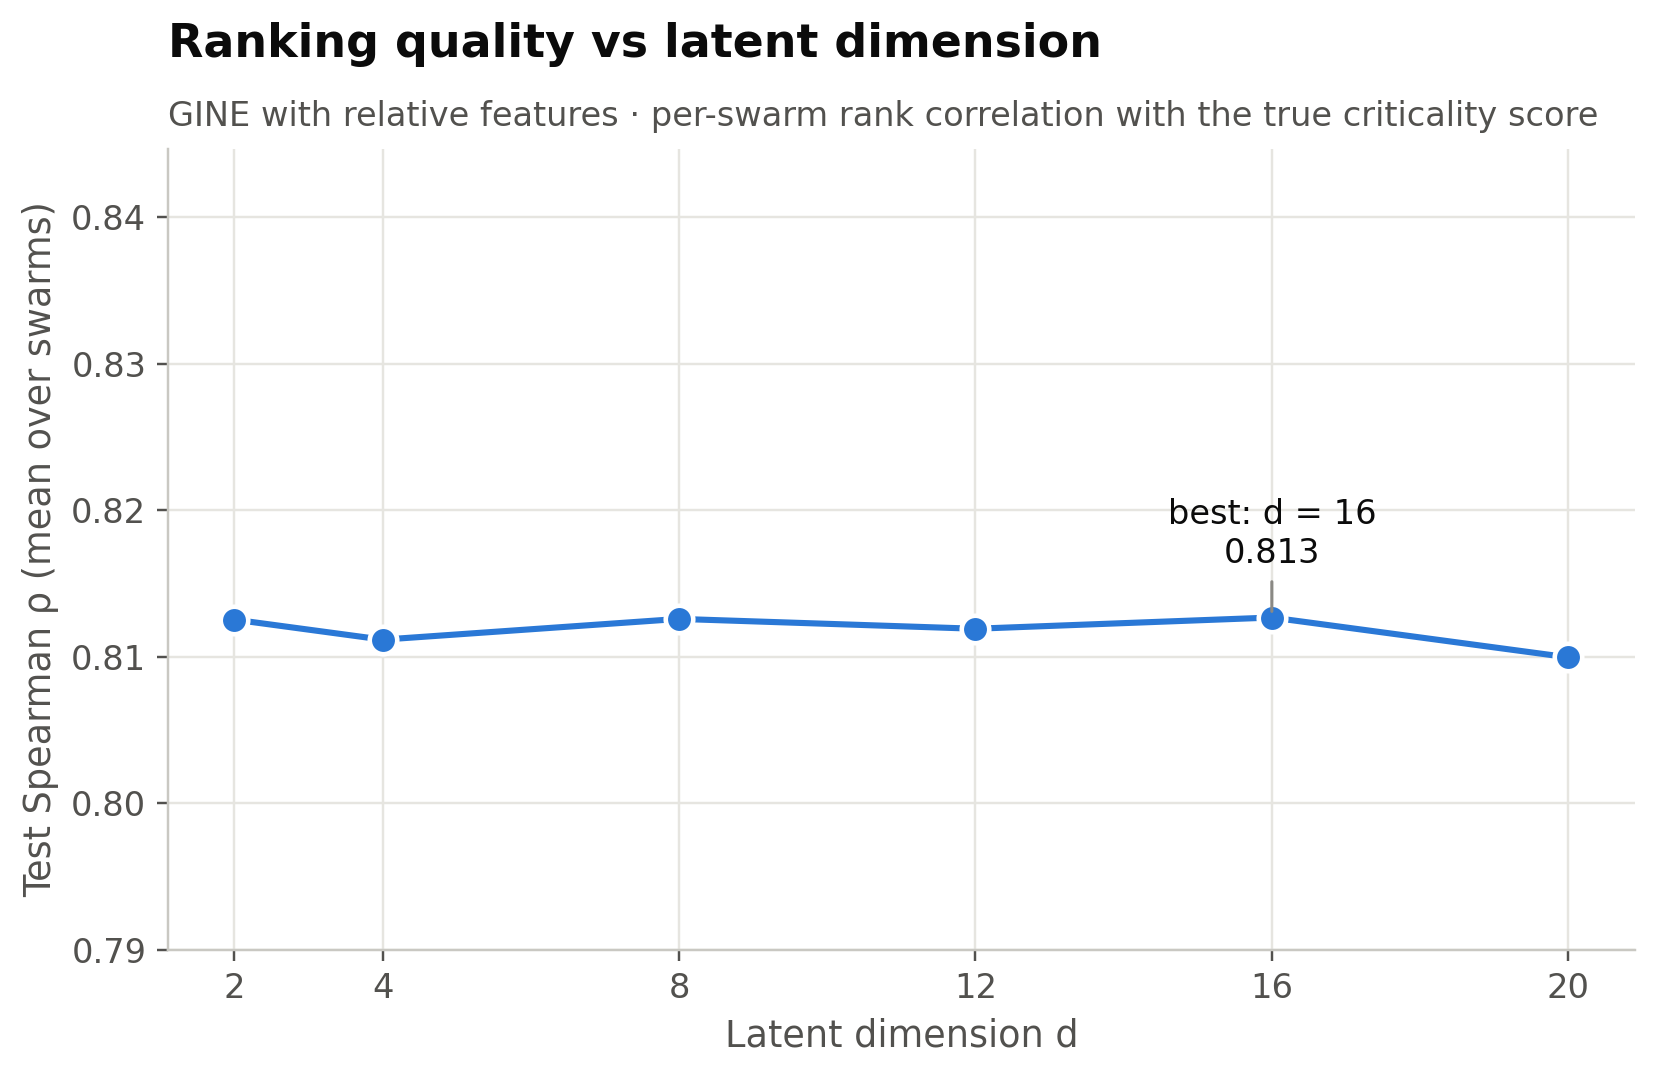 Ranking quality vs latent dimension
GINE with relative features · per-swarm rank correlation with the true criticality score
Test Spearman ρ (mean over swarms)
0.84
0.83
0.82
0.81
0.80
0.79
best: d = 16
0.813
2 4 8 12 16 20
Latent dimension d